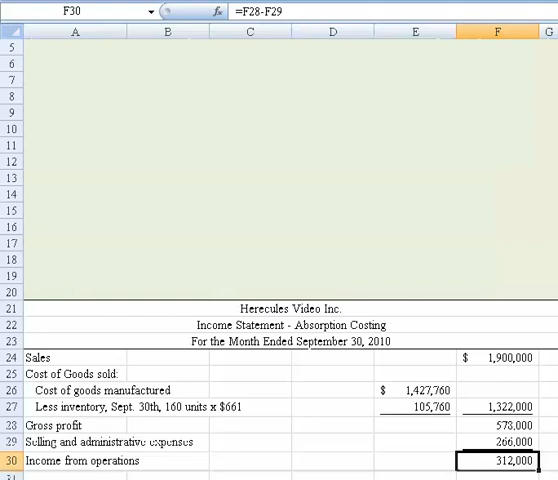 F30 fx =F28-F29
A B C D E F G
5
6
7
8
9
10
11
12
13
14
15
16
17
18
19
20
21 Herecules Video Inc.
22 Income Statement - Absorption Costing
23 For the Month Ended September 30, 2010
24 Sales $ 1,900,000
25 Cost of Goods sold:
26 Cost of goods manufactured $ 1,427,760
27 Less inventory, Sept. 30th, 160 units x $661 105,760 1,322,000
28 Gross profit 578,000
29 Selling and administrative expenses 266,000
30 Income from operations 312,000
31